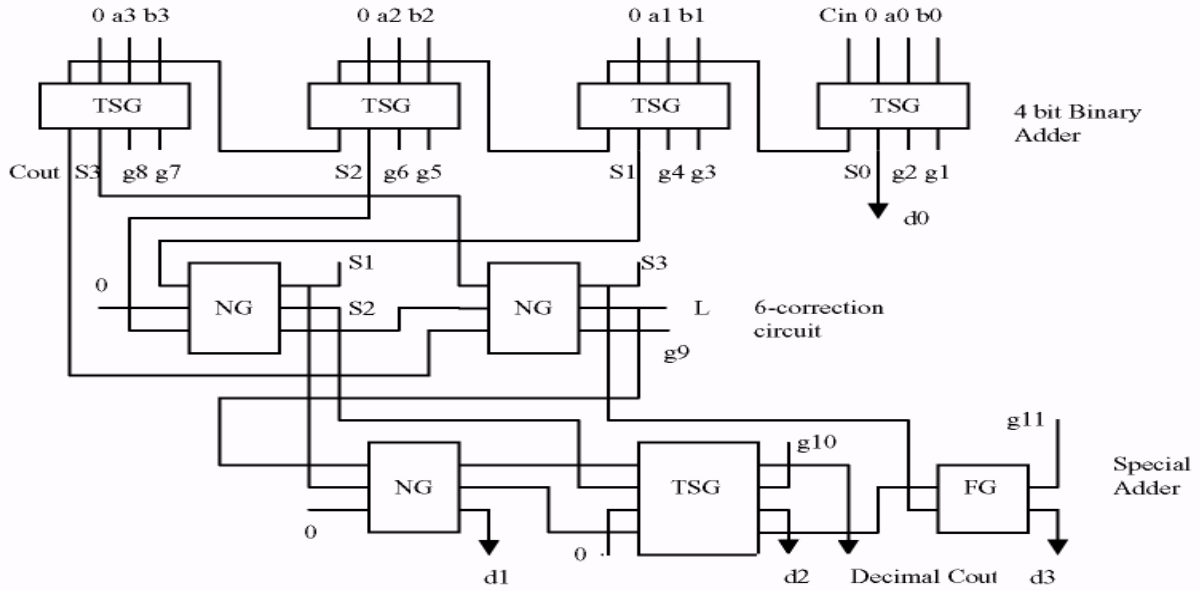 0 a3 b3
0 a2 b2
0 a1 b1
Cin 0 a0 b0
TSG
TSG
TSG
TSG
4 bit Binary
Adder
Cout S3 g8 g7
S2 g6 g5
S1 g4 g3
S0 g2 g1
d0
0
NG
S1
S2
NG
S3
L
g9
6-correction
circuit
0
NG
d1
0
TSG
g10
d2
Decimal Cout
FG
g11
d3
Special
Adder